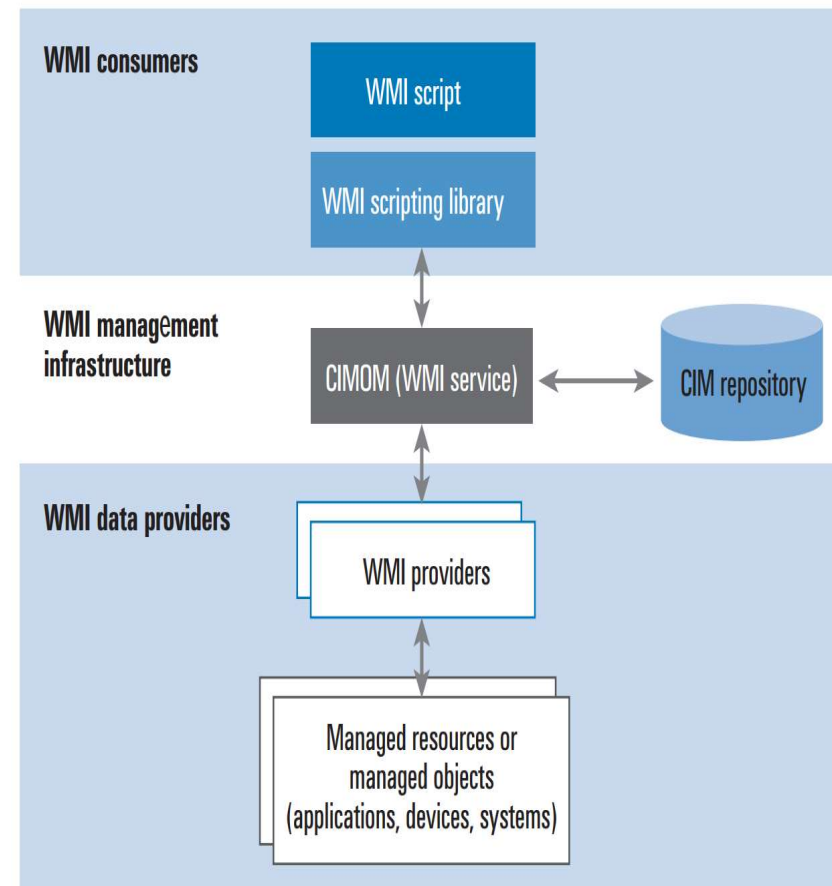 WMI consumers
WMI script
WMI scripting library
WMI management
infrastructure
CIMOM (WMI service)
CIM repository
WMI data providers
WMI providers
Managed resources or
managed objects
(applications, devices, systems)